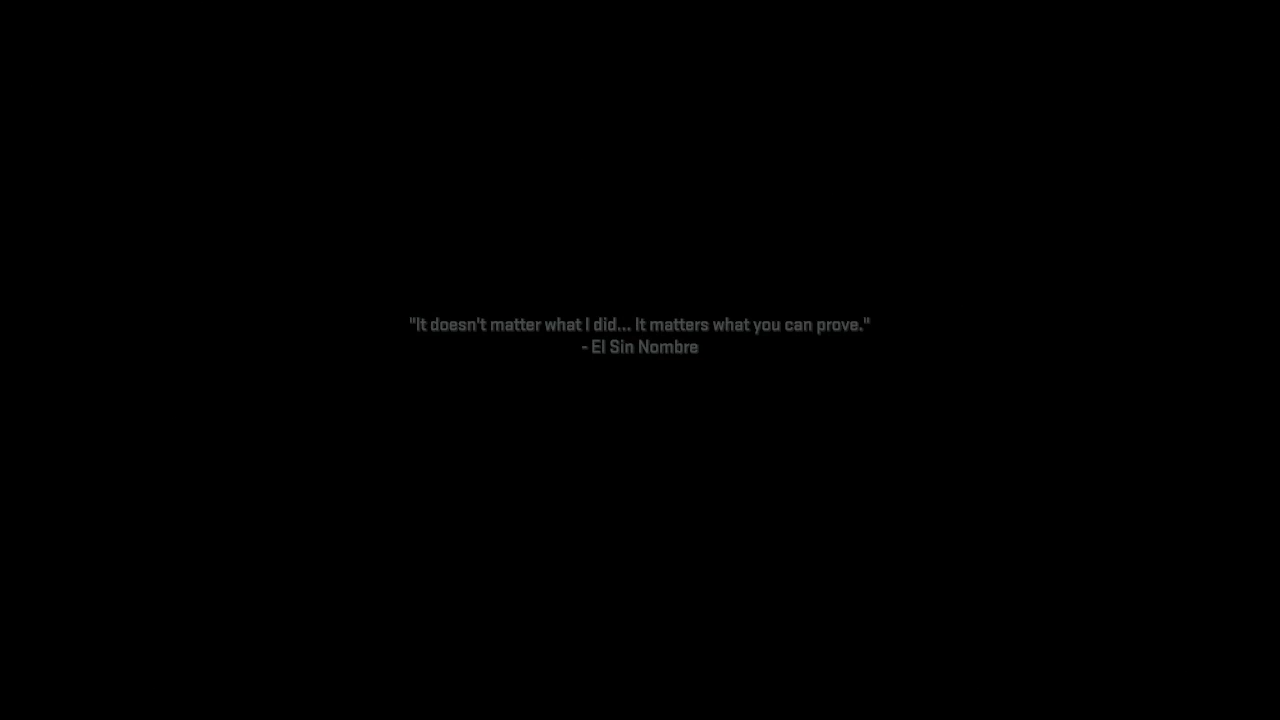 "It doesn't matter what I did... It matters what you can prove."
- El Sin Nombre